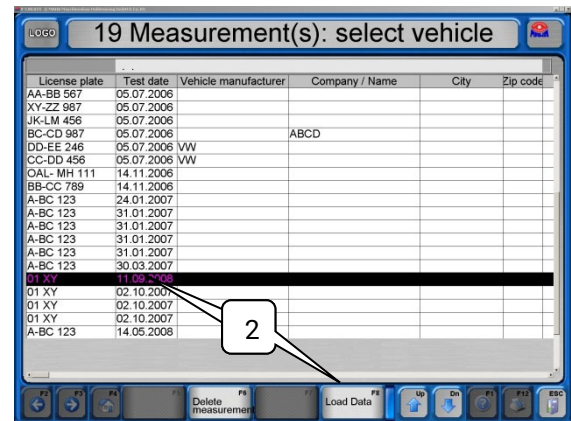 LOGO
19 Measurement(s): select vehicle
. .
License plate Test date Vehicle manufacturer Company / Name City Zip code
AA-BB 567 05.07.2006
XY-ZZ 987 05.07.2006
JK-LM 456 05.07.2006
BC-CD 987 05.07.2006 ABCD
DD-EE 246 05.07.2006 VW
CC-DD 456 05.07.2006 VW
OAL- MH 111 14.11.2006
BB-CC 789 14.11.2006
A-BC 123 24.01.2007
A-BC 123 31.01.2007
A-BC 123 31.01.2007
A-BC 123 31.01.2007
A-BC 123 31.01.2007
A-BC 123 30.03.2007
01 XY 11.09.2008
01 XY 02.10.2007
01 XY 02.10.2007
01 XY 02.10.2007
A-BC 123 14.05.2008
2
F2 F3 F4 F5 F6 F7 F8 Up Dn F1 F12 ESC
Delete
measurement
Load Data